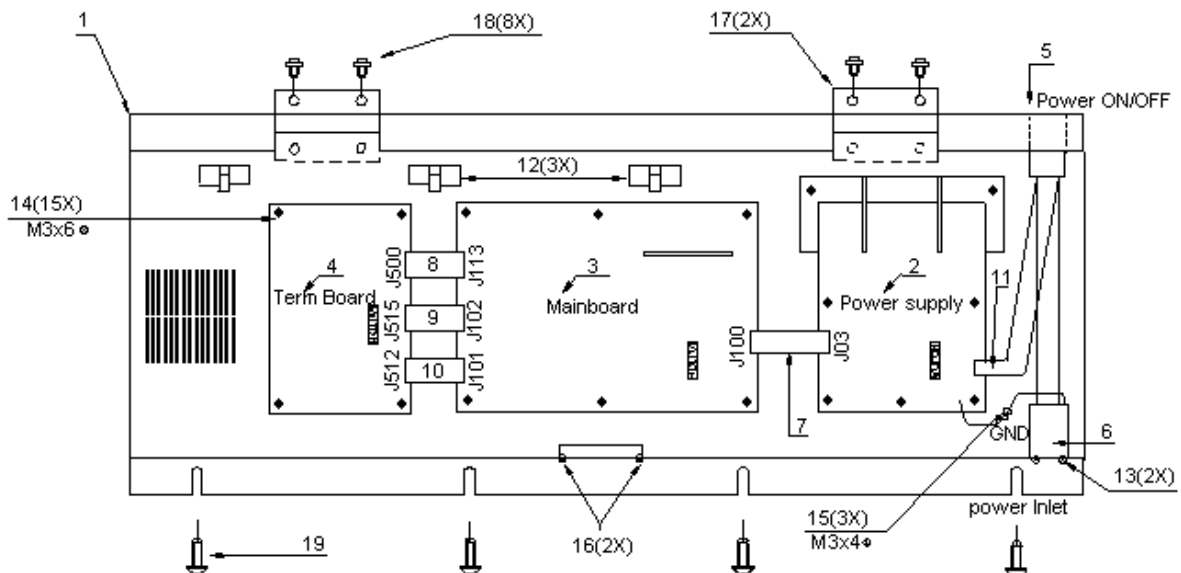 1
18(8X)
17(2X)
5
Power ON/OFF
12(3X)
14(15X)
M3x6
4
Term Board
J500
8
J113
J515
9
J102
J512
10
J101
3
Mainboard
2
Power supply
11
J100
J03
7
GND
6
13(2X)
power Inlet
15(3X)
M3x4
16(2X)
19